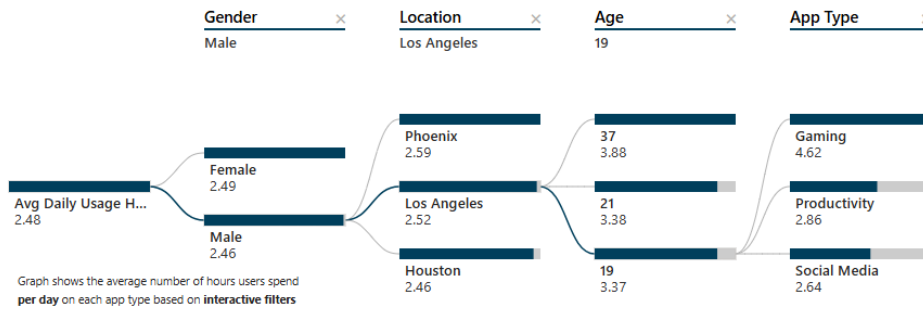 Gender ×
Male
Location ×
Los Angeles
Age ×
19
App Type
Avg Daily Usage H...
2.48
Female
2.49
Male
2.46
Phoenix
2.59
Los Angeles
2.52
Houston
2.46
37
3.88
21
3.38
19
3.37
Gaming
4.62
Productivity
2.86
Social Media
2.64
Graph shows the average number of hours users spend
per day on each app type based on interactive filters